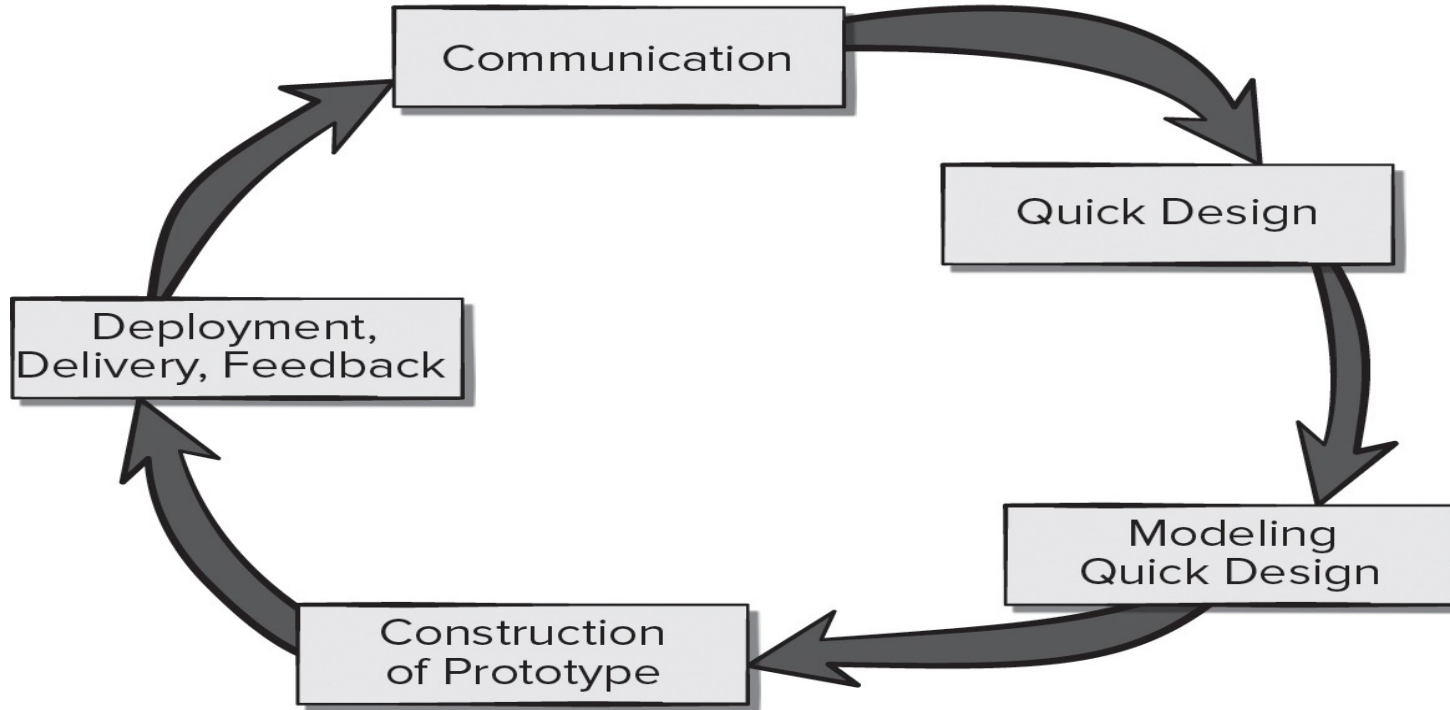 Communication
Quick Design
Modeling
Quick Design
Construction
of Prototype
Deployment,
Delivery, Feedback